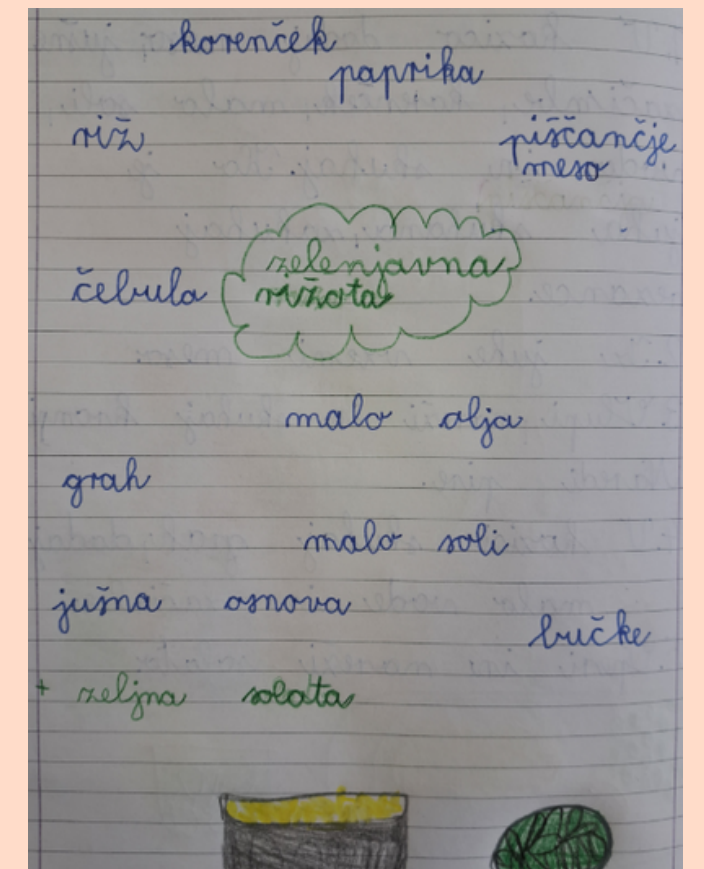 korenček
paprika
riž
piščančje
meso
zelenjavna
rižota
čebula
malo olja
grah
malo soli
jušna osnova
bučke
+ zeljna solata